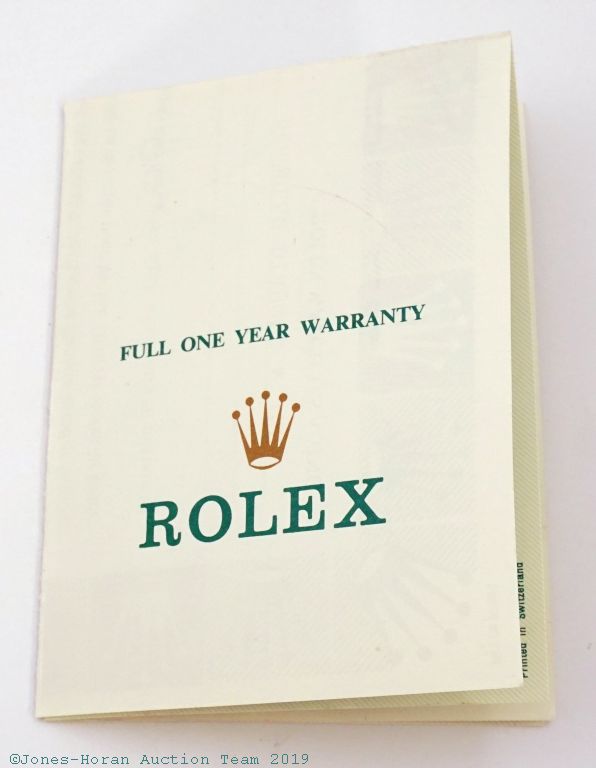 FULL ONE YEAR WARRANTY
ROLEX
Printed in Switzerland
©Jones-Horan Auction Team 2019